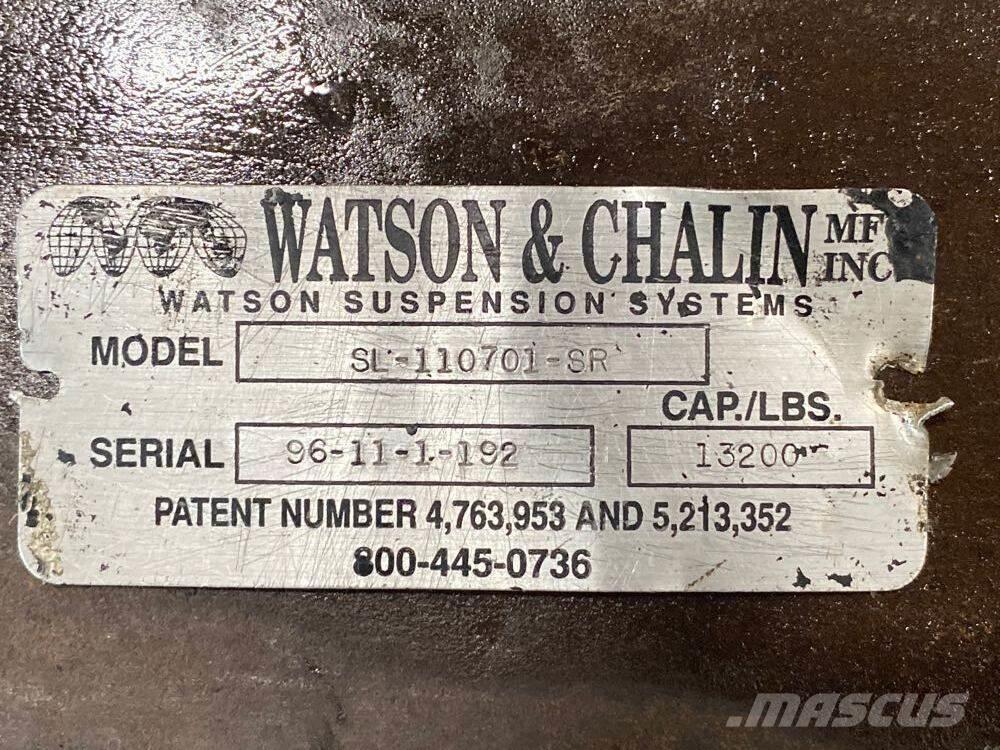 WATSON & CHALIN MF
INC
WATSON SUSPENSION SYSTEMS
MODEL SL-110701-SR
CAP./LBS.
SERIAL 96-11-1-192 13200
PATENT NUMBER 4,763,953 AND 5,213,352
800-445-0736
.MASCUS